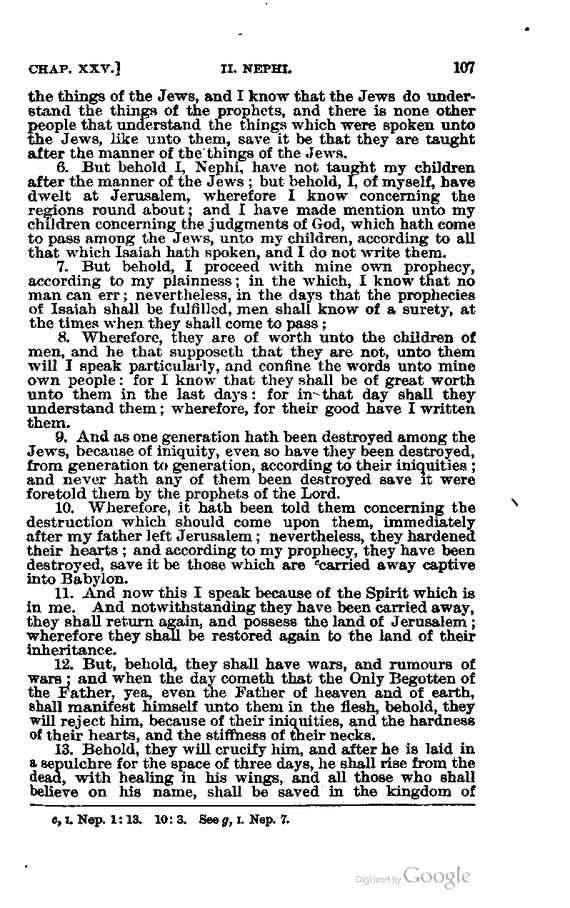 CHAP. XXV.] II. NEPHI. 107
the things of the Jews, and I know that the Jews do under-
stand the things of the prophets, and there is none other
people that understand the things which were spoken unto
the Jews, like unto them, save it be that they are taught
after the manner of the things of the Jews.
6. But behold I, Nephi, have not taught my children
after the manner of the Jews; but behold, I, of myself, have
dwelt at Jerusalem, wherefore I know concerning the
regions round about; and I have made mention unto my
children concerning the judgments of God, which hath come
to pass among the Jews, unto my children, according to all
that which Isaiah hath spoken, and I do not write them.
7. But behold, I proceed with mine own prophecy,
according to my plainness; in the which, I know that no
man can err; nevertheless, in the days that the prophecies
of Isaiah shall be fulfilled, men shall know of a surety, at
the times when they shall come to pass;
8. Wherefore, they are of worth unto the children of
men, and he that supposeth that they are not, unto them
will I speak particularly, and confine the words unto mine
own people: for I know that they shall be of great worth
unto them in the last days: for in that day shall they
understand them; wherefore, for their good have I written
them.
9. And as one generation hath been destroyed among the
Jews, because of iniquity, even so have they been destroyed,
from generation to generation, according to their iniquities;
and never hath any of them been destroyed save it were
foretold them by the prophets of the Lord.
10. Wherefore, it hath been told them concerning the
destruction which should come upon them, immediately
after my father left Jerusalem; nevertheless, they hardened
their hearts; and according to my prophecy, they have been
destroyed, save it be those which are ᶜcarried away captive
into Babylon.
11. And now this I speak because of the Spirit which is
in me. And notwithstanding they have been carried away,
they shall return again, and possess the land of Jerusalem;
wherefore they shall be restored again to the land of their
inheritance.
12. But, behold, they shall have wars, and rumours of
wars; and when the day cometh that the Only Begotten of
the Father, yea, even the Father of heaven and of earth,
shall manifest himself unto them in the flesh, behold, they
will reject him, because of their iniquities, and the hardness
of their hearts, and the stiffness of their necks.
13. Behold, they will crucify him, and after he is laid in
a sepulchre for the space of three days, he shall rise from the
dead, with healing in his wings, and all those who shall
believe on his name, shall be saved in the kingdom of
c, I. Nep. 1:13. 10:3. See g, I. Nep. 7.
Digitized by Google